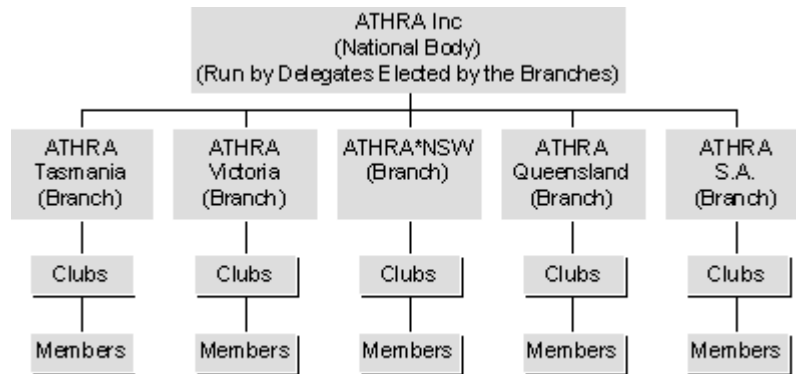 ATHRA Inc
(National Body)
(Run by Delegates Elected by the Branches)
ATHRA
Tasmania
(Branch)
ATHRA
Victoria
(Branch)
ATHRA*NSW
(Branch)
ATHRA
Queensland
(Branch)
ATHRA
S.A.
(Branch)
Clubs
Clubs
Clubs
Clubs
Clubs
Members
Members
Members
Members
Members